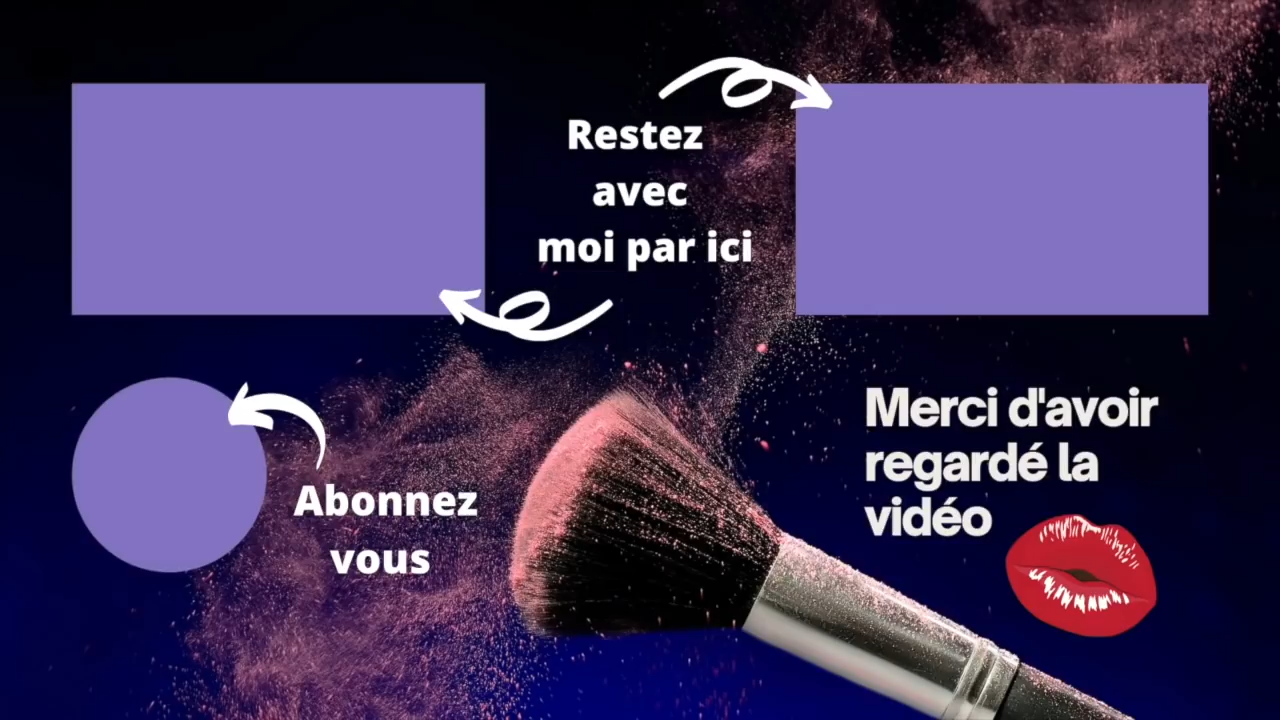 Restez
avec
moi par ici
Abonnez
vous
Merci d'avoir
regardé la
vidéo